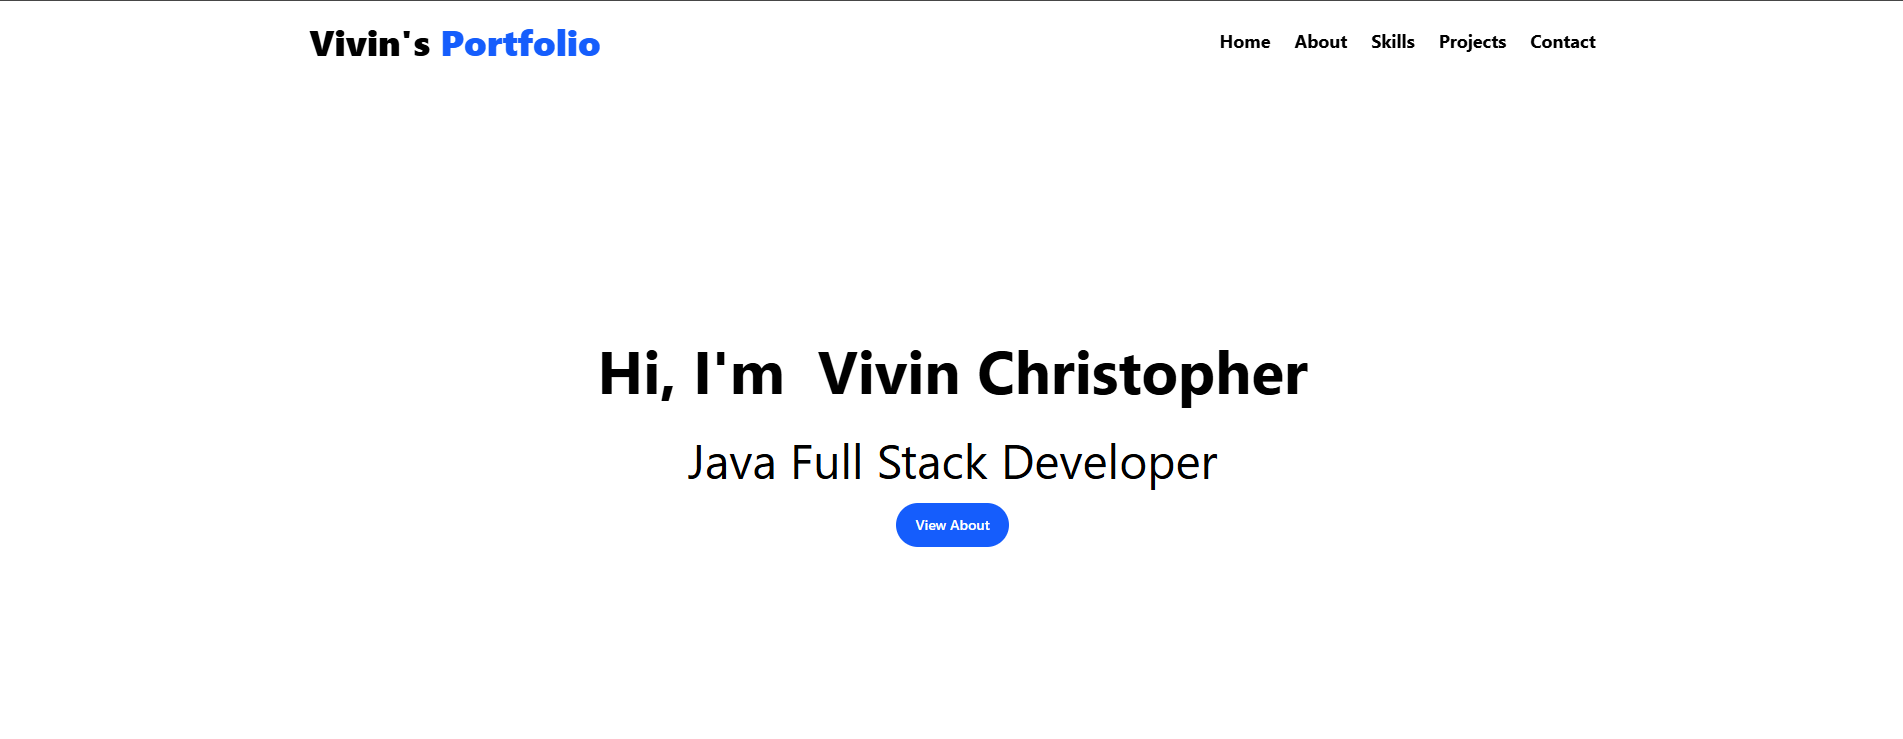 Vivin's Portfolio
Home About Skills Projects Contact
Hi, I'm  Vivin Christopher
Java Full Stack Developer
View About